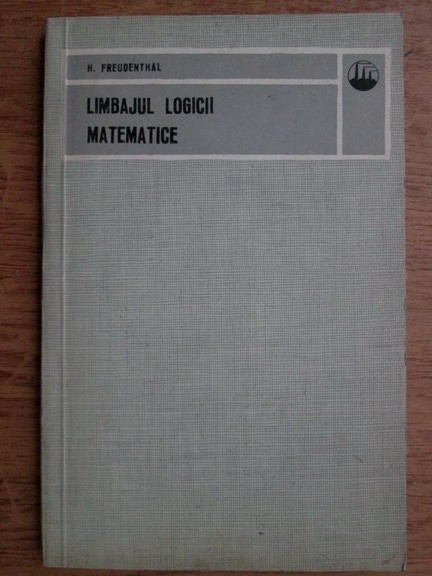 H. FREUDENTHAL
LIMBAJUL LOGICII
MATEMATICE